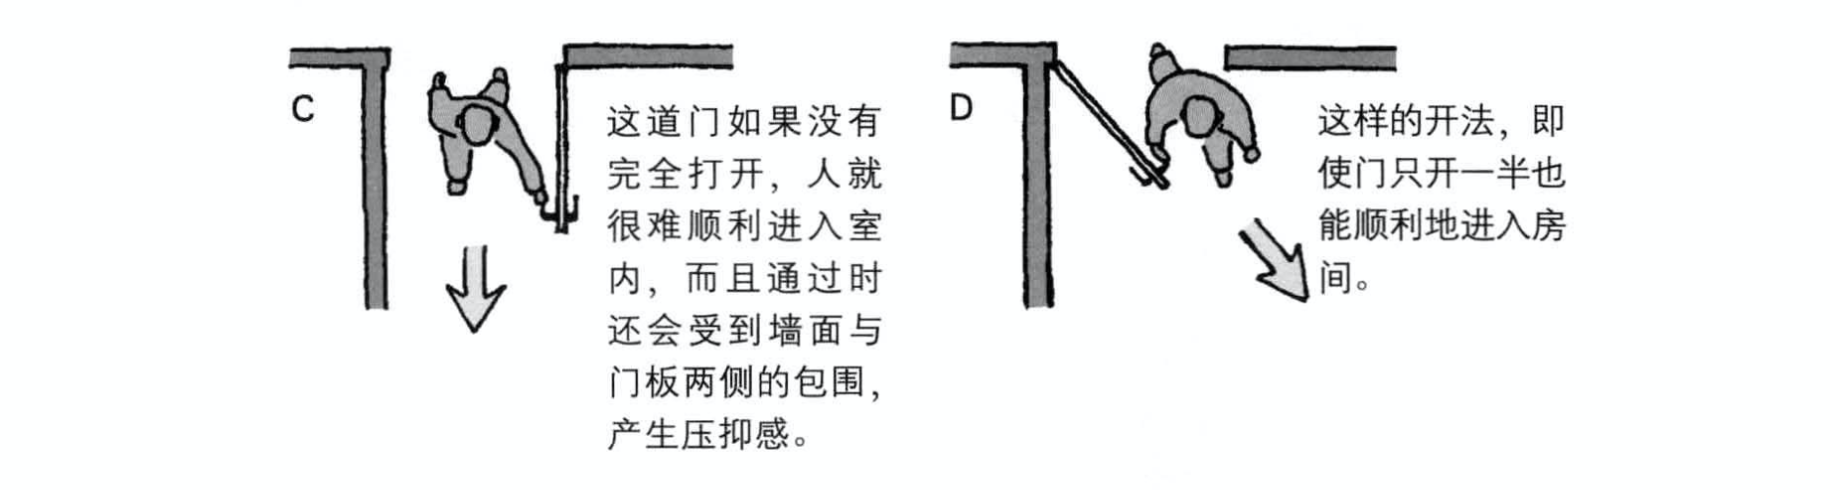 C
这道门如果没有
完全打开，人就
很难顺利进入室
内，而且通过时
还会受到墙面与
门板两侧的包围，
产生压抑感。
D
这样的开法，即
使门只开一半也
能顺利地进入房
间。